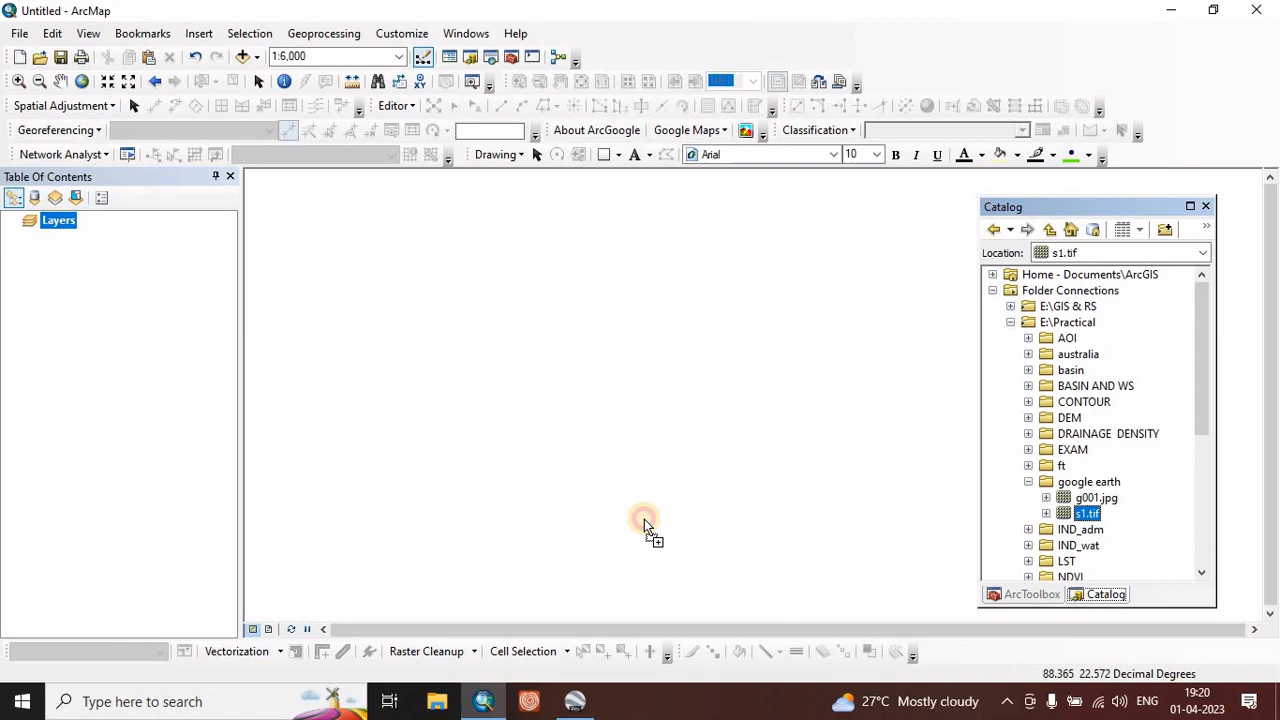 Untitled - ArcMap
File Edit View Bookmarks Insert Selection Geoprocessing Customize Windows Help
1:6,000
Spatial Adjustment Editor
Georeferencing About ArcGoogle Google Maps Classification
Network Analyst Drawing A Arial 10 B I U A
Table Of Contents
Layers
Catalog
Location: s1.tif
Home - Documents\ArcGIS
Folder Connections
E:\GIS & RS
E:\Practical
AOI
australia
basin
BASIN AND WS
CONTOUR
DEM
DRAINAGE DENSITY
EXAM
ft
google earth
g001.jpg
s1.tif
IND_adm
IND_wat
LST
NDVI
ArcToolbox Catalog
Vectorization Raster Cleanup Cell Selection
88.365 22.572 Decimal Degrees
Type here to search 27°C Mostly cloudy ENG 19:20
01-04-2023